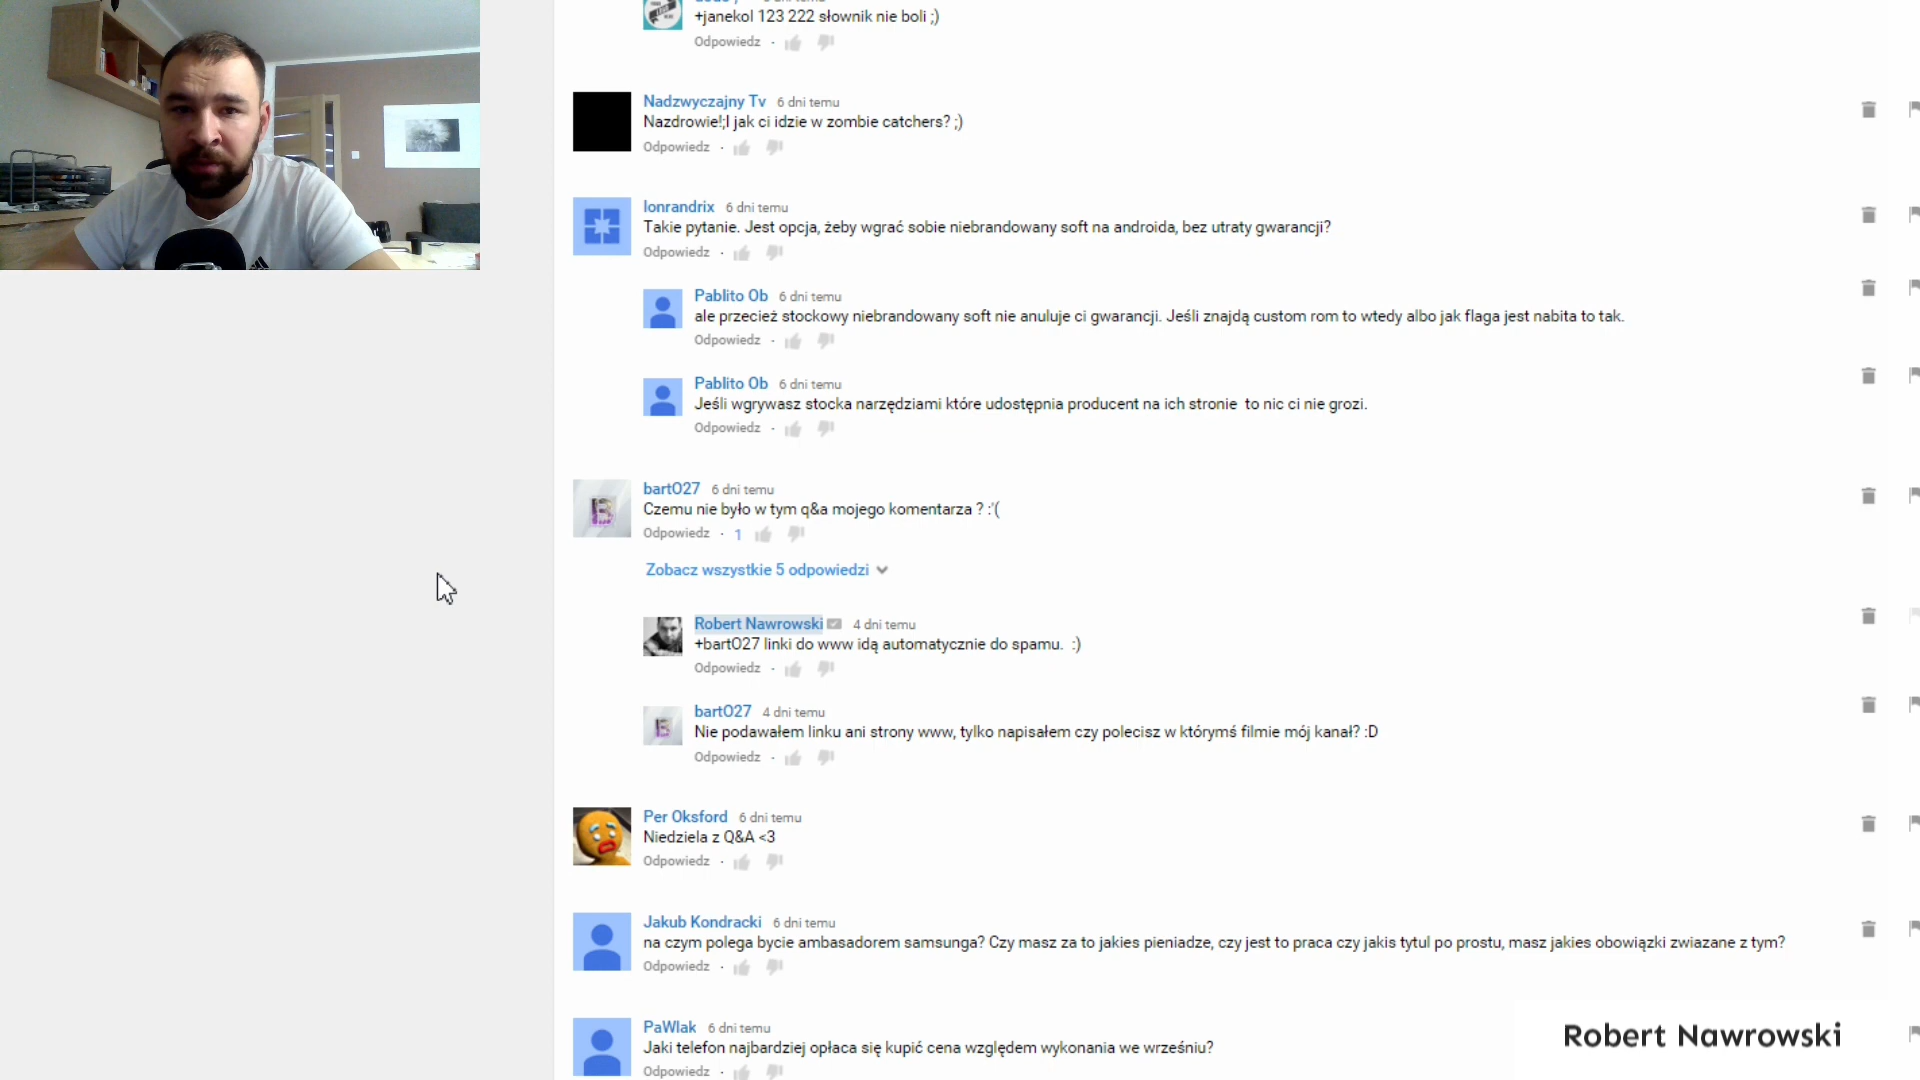 +janekol 123 222 słownik nie boli ;)
Odpowiedz
Nadzwyczajny Tv 6 dni temu
Nazdrowie!;I jak ci idzie w zombie catchers? ;)
Odpowiedz
lonrandrix 6 dni temu
Takie pytanie. Jest opcja, żeby wgrać sobie niebrandowany soft na androida, bez utraty gwarancji?
Odpowiedz
Pablito Ob 6 dni temu
ale przecież stockowy niebrandowany soft nie anuluje ci gwarancji. Jeśli znajdą custom rom to wtedy albo jak flaga jest nabita to tak.
Odpowiedz
Pablito Ob 6 dni temu
Jeśli wgrywasz stocka narzędziami które udostępnia producent na ich stronie to nic ci nie grozi.
Odpowiedz
bartO27 6 dni temu
Czemu nie było w tym q&a mojego komentarza ? :'(
Odpowiedz · 1
Zobacz wszystkie 5 odpowiedzi
Robert Nawrowski 4 dni temu
+bartO27 linki do www idą automatycznie do spamu. :)
Odpowiedz
bartO27 4 dni temu
Nie podawałem linku ani strony www, tylko napisałem czy polecisz w którymś filmie mój kanał? :D
Odpowiedz
Per Oksford 6 dni temu
Niedziela z Q&A <3
Odpowiedz
Jakub Kondracki 6 dni temu
na czym polega bycie ambasadorem samsunga? Czy masz za to jakies pieniadze, czy jest to praca czy jakis tytul po prostu, masz jakies obowiązki zwiazane z tym?
Odpowiedz
PaWlak 6 dni temu
Jaki telefon najbardziej opłaca się kupić cena względem wykonania we wrześniu?
Odpowiedz
Robert Nawrowski